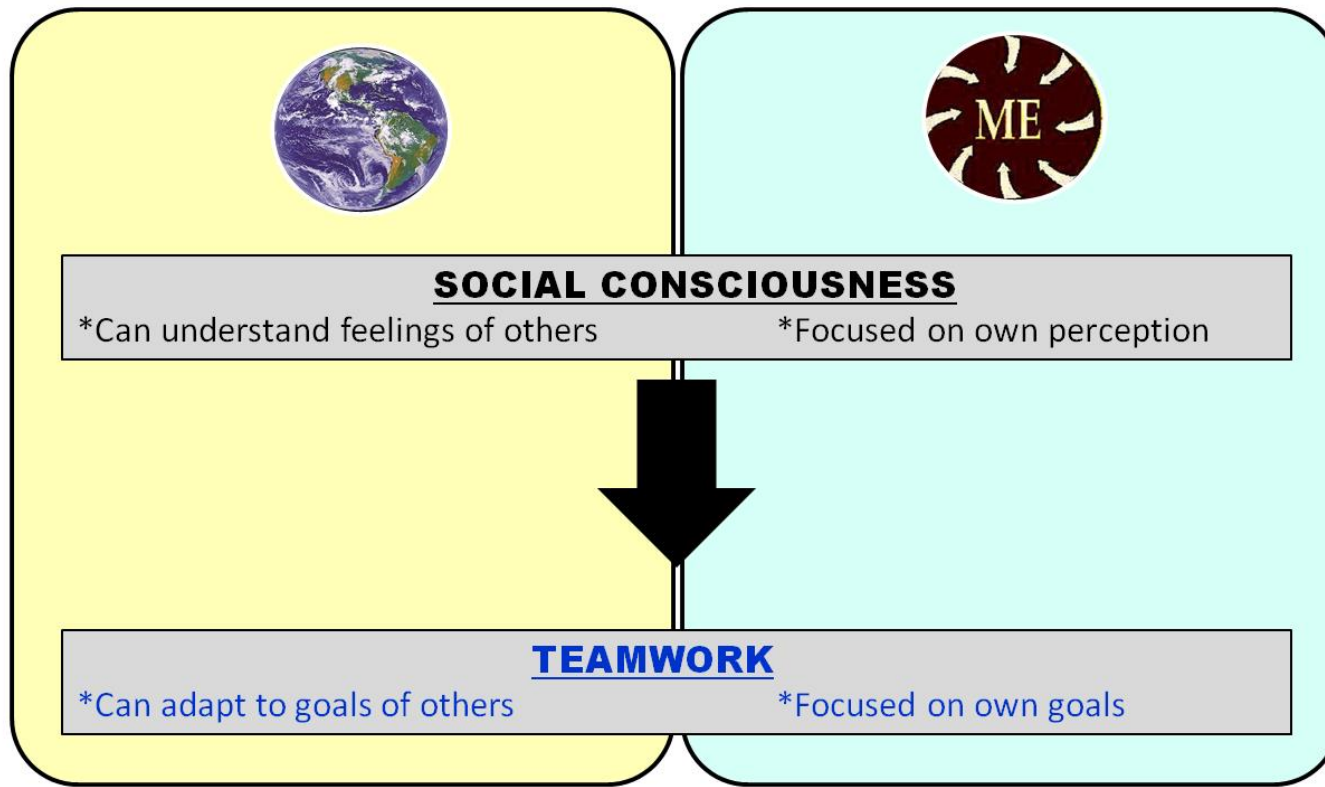 ME
SOCIAL CONSCIOUSNESS
*Can understand feelings of others *Focused on own perception
TEAMWORK
*Can adapt to goals of others *Focused on own goals